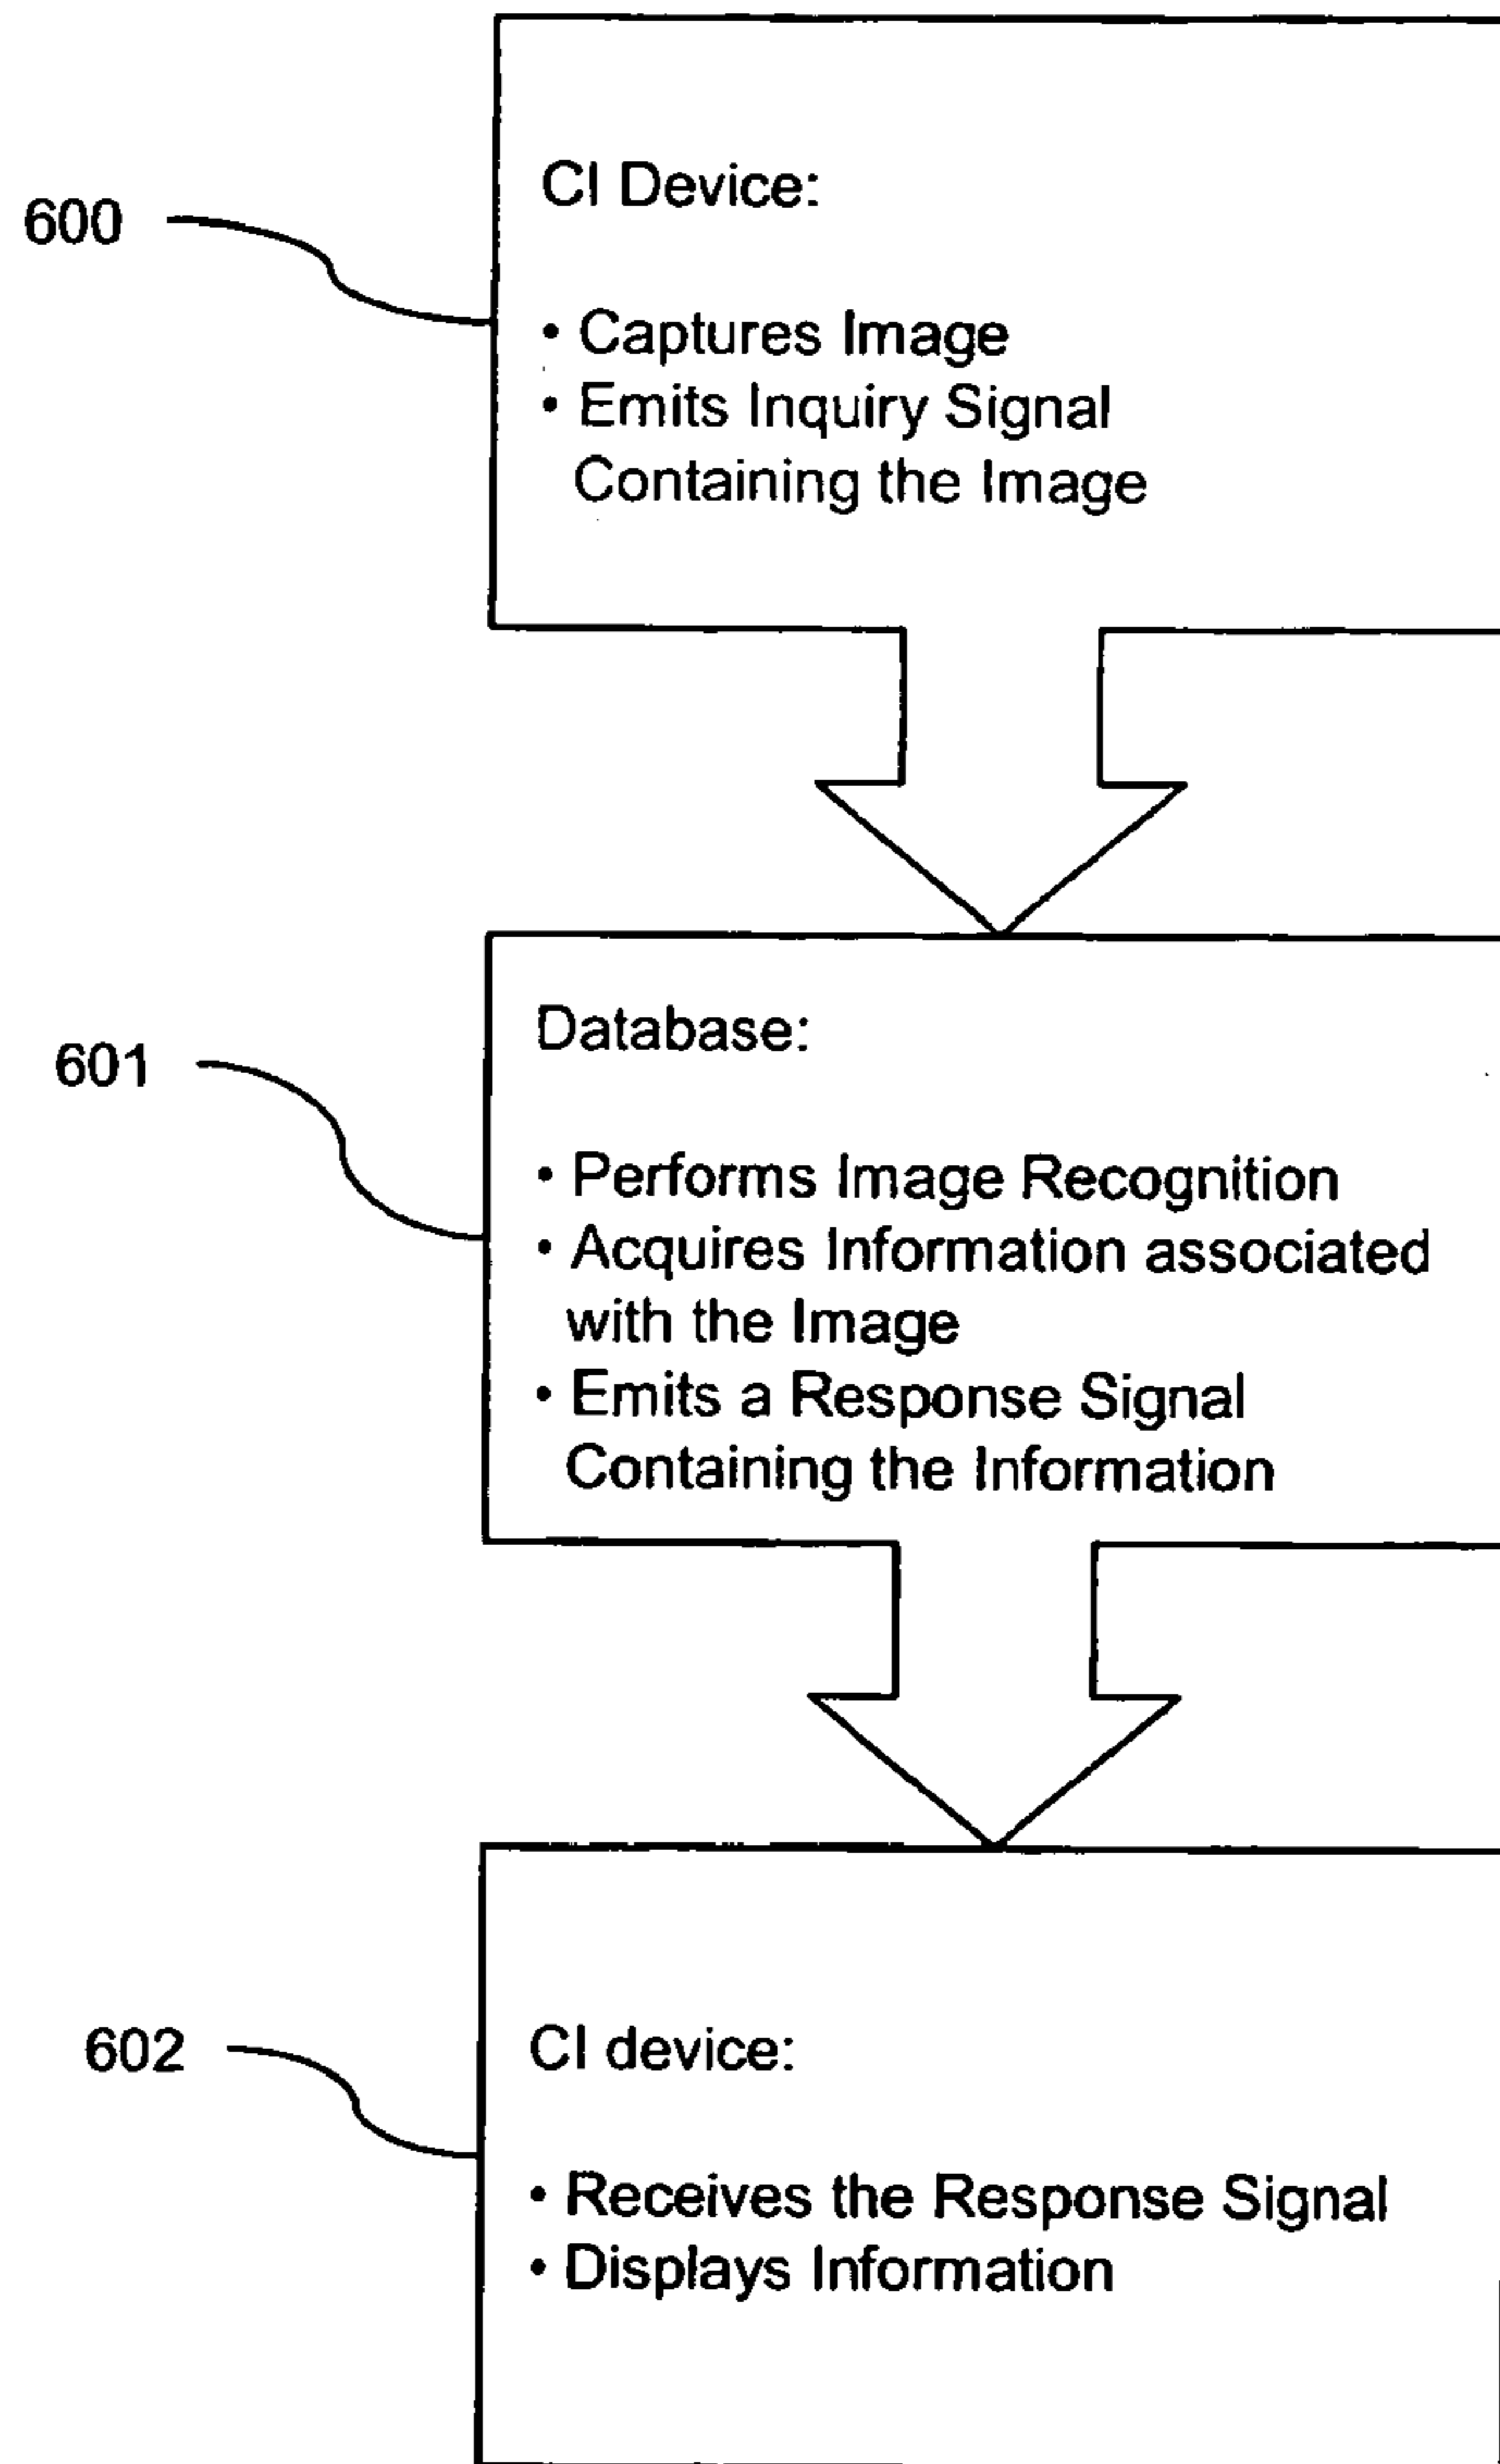 600
CI Device:
• Captures Image
• Emits Inquiry Signal
Containing the Image
601
Database:
• Performs Image Recognition
• Acquires Information associated
with the Image
• Emits a Response Signal
Containing the Information
602
CI device:
• Receives the Response Signal
• Displays Information